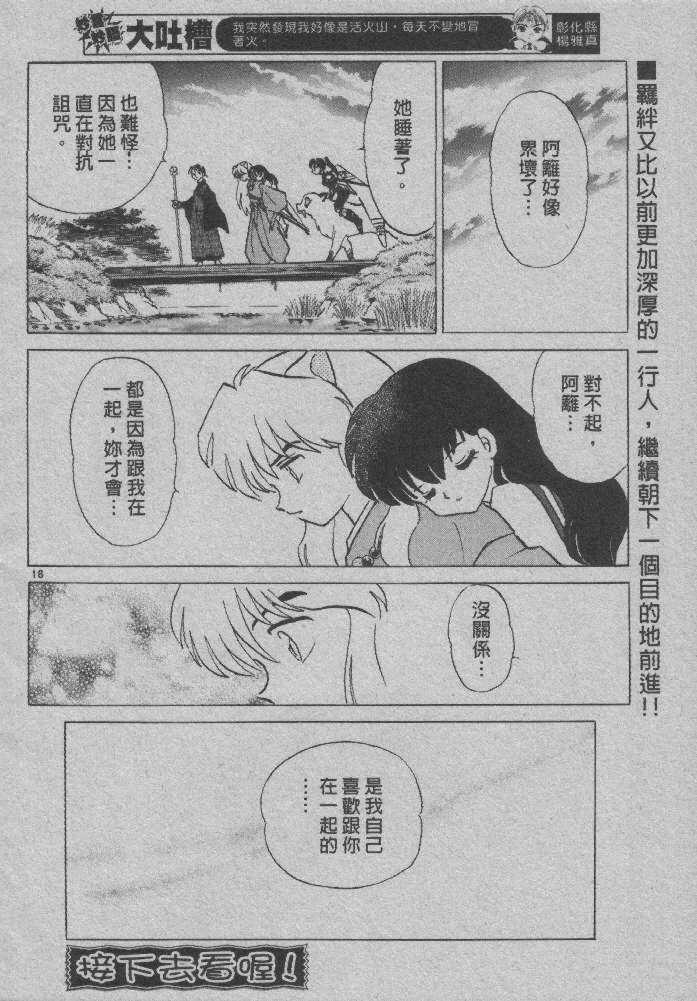 大吐槽
我突然發現我好像是活火山，每天不變地冒
著火．
彰化縣
楊雅真
■羈絆又比以前更加深厚的一行人，繼續朝下一個目的地前進!!
阿籬好像
累壞了…
她睡著了。
也難怪…
因為她一
直在對抗
詛咒。
對不起，
阿籬…
都是因為跟我在
一起，妳才會…
18
沒關係…
是我自己
喜歡跟你
在一起的
……
接下去看喔！